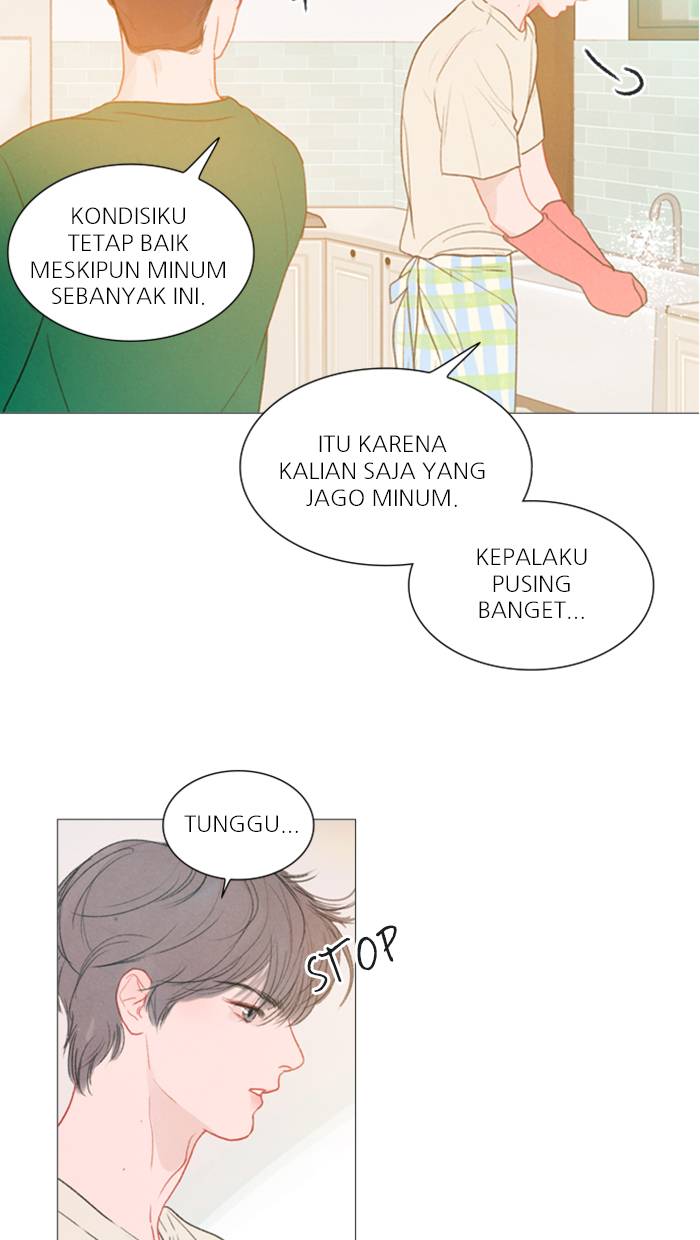 KONDISIKU
TETAP BAIK
MESKIPUN MINUM
SEBANYAK INI.
ITU KARENA
KALIAN SAJA YANG
JAGO MINUM.
KEPALAKU
PUSING
BANGET...
TUNGGU...
STOP